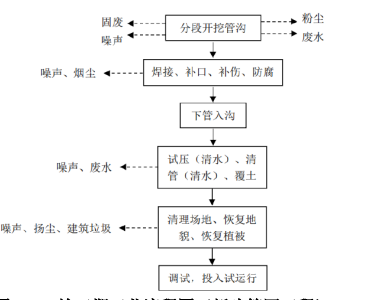 固废
粉尘
分段开挖管沟
噪声
废水
噪声、烟尘
焊接、补口、补伤、防腐
下管入沟
试压(清水)、清
噪声、废水
管(清水)、覆土
清理场地、恢复地
噪声、扬尘、建筑垃圾
貌、恢复植被
调试,投入试运行